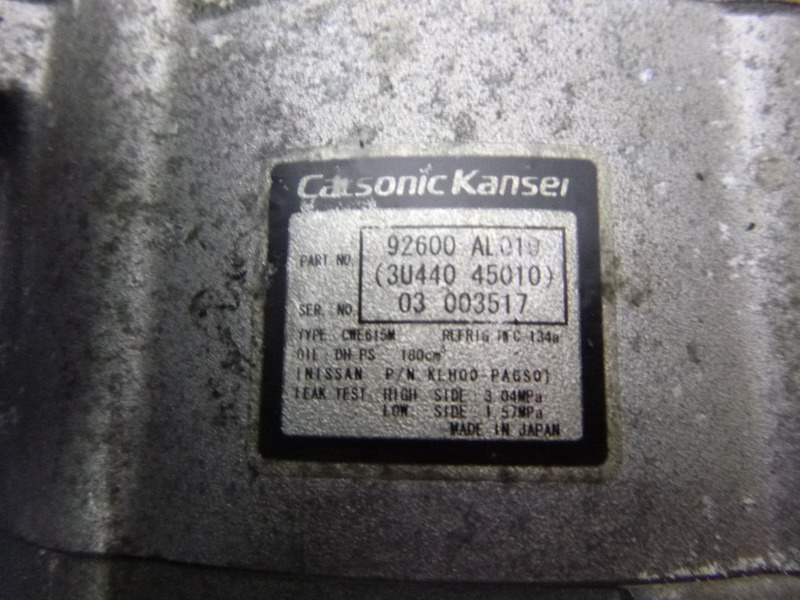 Calsonic Kansei
PART NO. 92600 AL010
(3U440 45010)
SER. NO. 03 003517
TYPE CWE615M REFRIG HFC 134a
OIL DH-PS 180cm³
(NISSAN P/N KLH00-PAGS0)
LEAK TEST HIGH SIDE : 3.04MPa
LOW SIDE : 1.57MPa
MADE IN JAPAN